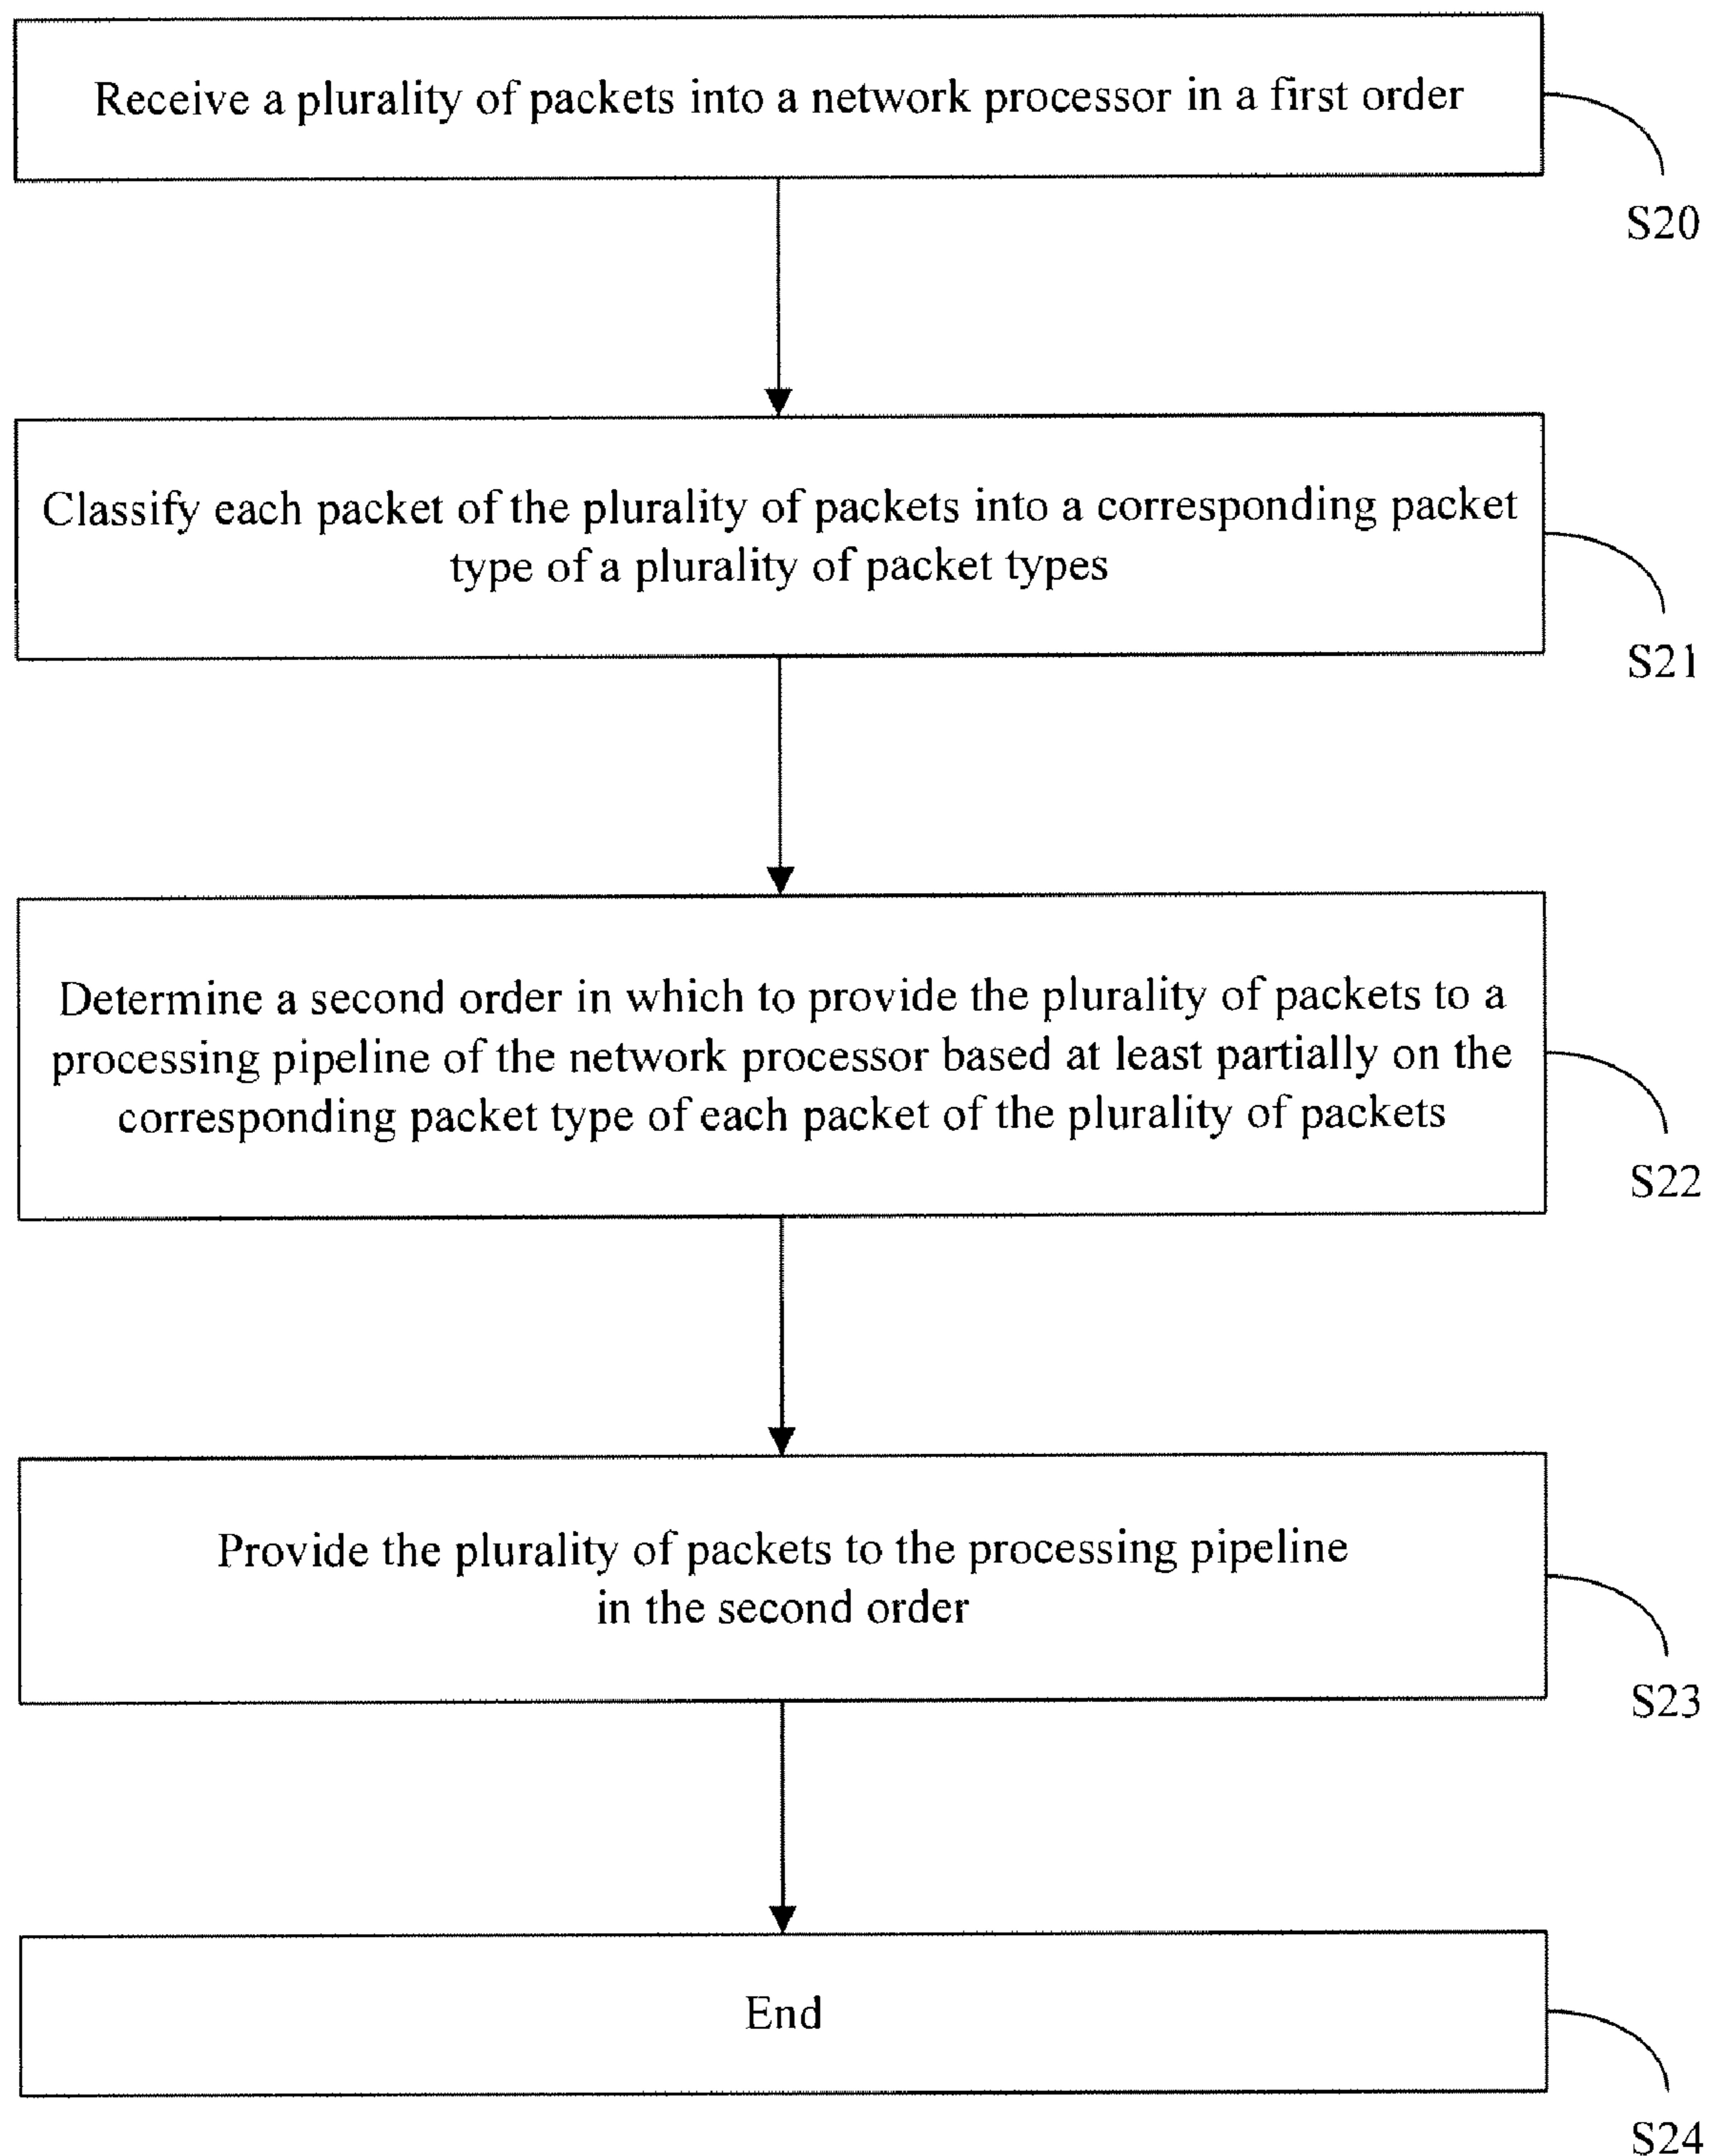 Receive a plurality of packets into a network processor in a first order
S20
Classify each packet of the plurality of packets into a corresponding packet
type of a plurality of packet types
S21
Determine a second order in which to provide the plurality of packets to a
processing pipeline of the network processor based at least partially on the
corresponding packet type of each packet of the plurality of packets
S22
Provide the plurality of packets to the processing pipeline
in the second order
S23
End
S24